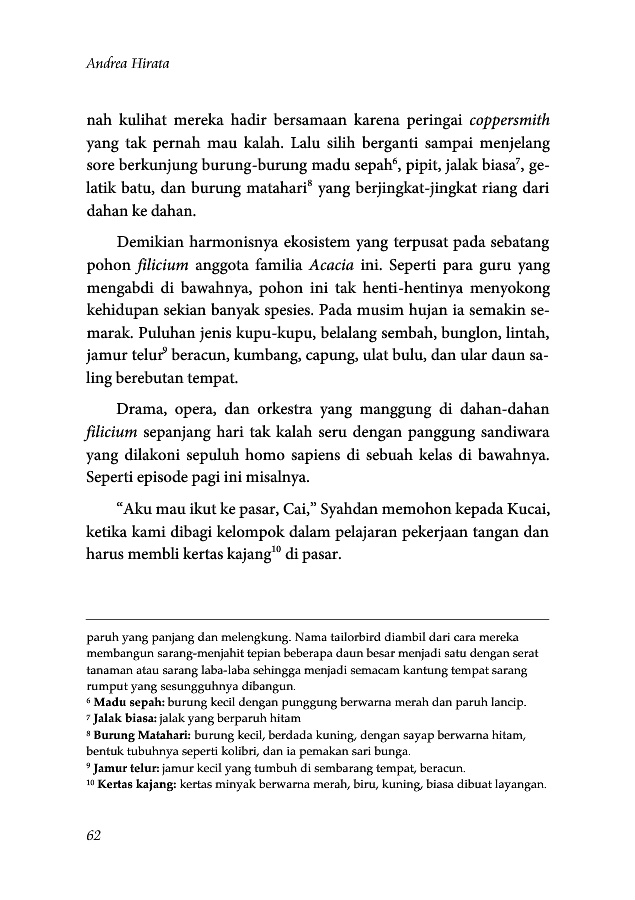 Andrea Hirata
nah kulihat mereka hadir bersamaan karena peringai coppersmith
yang tak pernah mau kalah. Lalu silih berganti sampai menjelang
sore berkunjung burung-burung madu sepah⁶, pipit, jalak biasa⁷, ge-
latik batu, dan burung matahari⁸ yang berjingkat-jingkat riang dari
dahan ke dahan.
Demikian harmonisnya ekosistem yang terpusat pada sebatang
pohon filicium anggota familia Acacia ini. Seperti para guru yang
mengabdi di bawahnya, pohon ini tak henti-hentinya menyokong
kehidupan sekian banyak spesies. Pada musim hujan ia semakin se-
marak. Puluhan jenis kupu-kupu, belalang sembah, bunglon, lintah,
jamur telur⁹ beracun, kumbang, capung, ulat bulu, dan ular daun sa-
ling berebutan tempat.
Drama, opera, dan orkestra yang manggung di dahan-dahan
filicium sepanjang hari tak kalah seru dengan panggung sandiwara
yang dilakoni sepuluh homo sapiens di sebuah kelas di bawahnya.
Seperti episode pagi ini misalnya.
“Aku mau ikut ke pasar, Cai,” Syahdan memohon kepada Kucai,
ketika kami dibagi kelompok dalam pelajaran pekerjaan tangan dan
harus membli kertas kajang¹⁰ di pasar.
paruh yang panjang dan melengkung. Nama tailorbird diambil dari cara mereka
membangun sarang-menjahit tepian beberapa daun besar menjadi satu dengan serat
tanaman atau sarang laba-laba sehingga menjadi semacam kantung tempat sarang
rumput yang sesungguhnya dibangun.
⁶ Madu sepah: burung kecil dengan punggung berwarna merah dan paruh lancip.
⁷ Jalak biasa: jalak yang berparuh hitam
⁸ Burung Matahari: burung kecil, berdada kuning, dengan sayap berwarna hitam,
bentuk tubuhnya seperti kolibri, dan ia pemakan sari bunga.
⁹ Jamur telur: jamur kecil yang tumbuh di sembarang tempat, beracun.
¹⁰ Kertas kajang: kertas minyak berwarna merah, biru, kuning, biasa dibuat layangan.
62